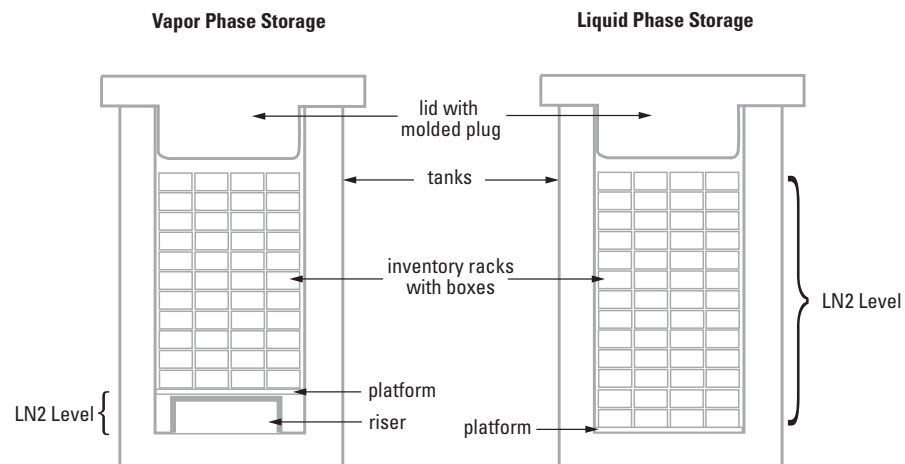 Vapor Phase Storage
Liquid Phase Storage
lid with
molded plug
tanks
inventory racks
with boxes
LN2 Level
platform
LN2 Level
riser
platform